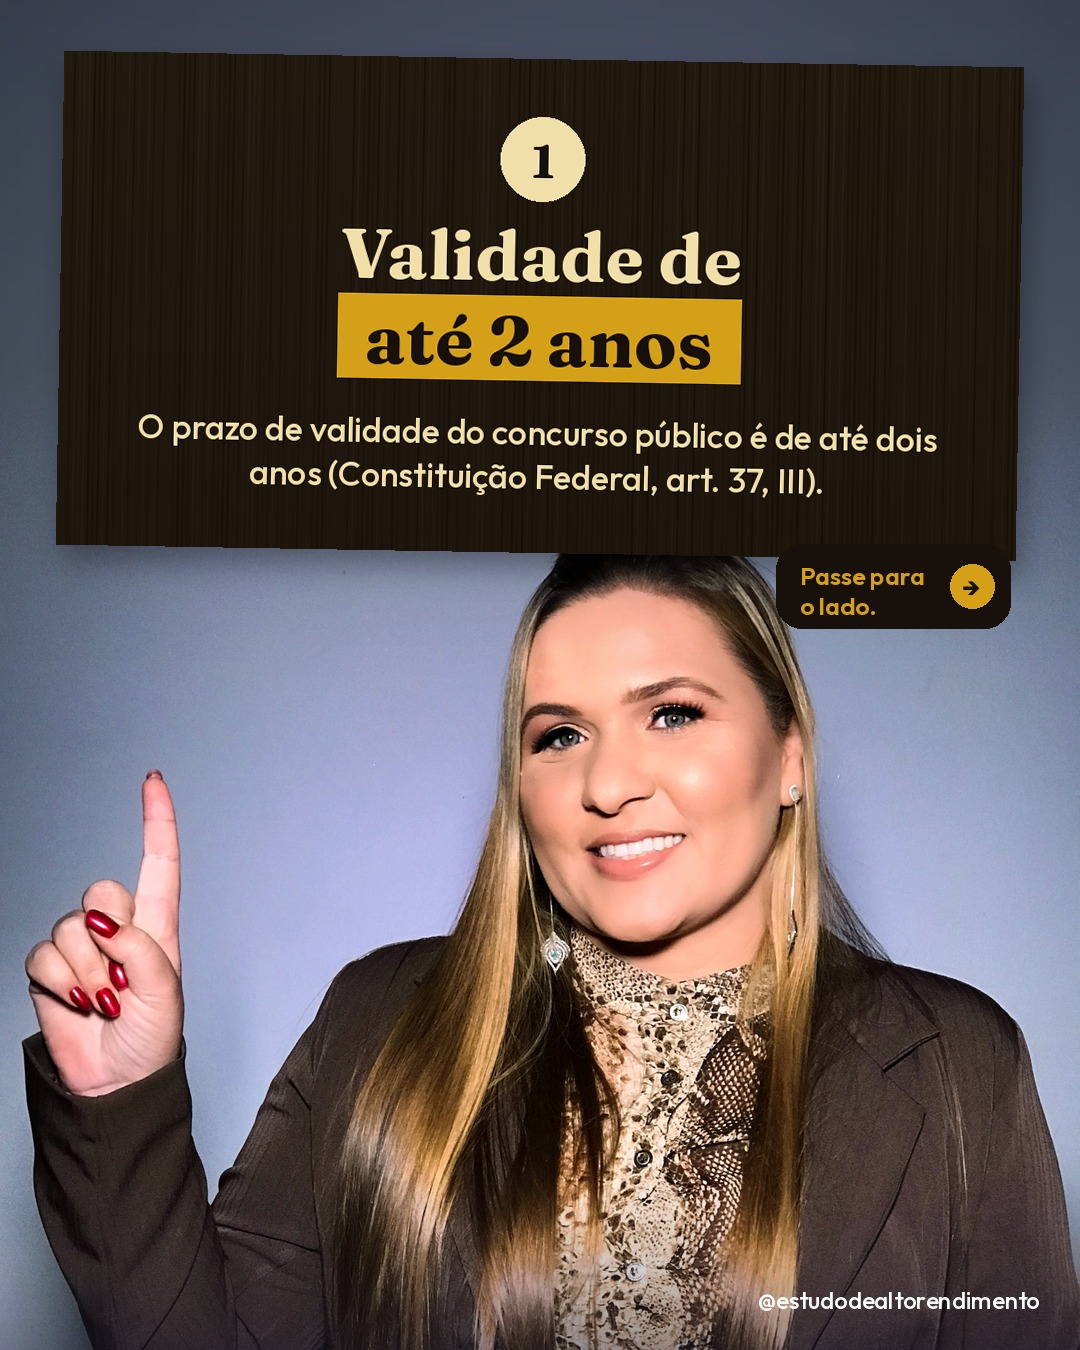 1
Validade de
até 2 anos
O prazo de validade do concurso público é de até dois
anos (Constituição Federal, art. 37, III).
Passe para
o lado.
@estudodealtorendimento